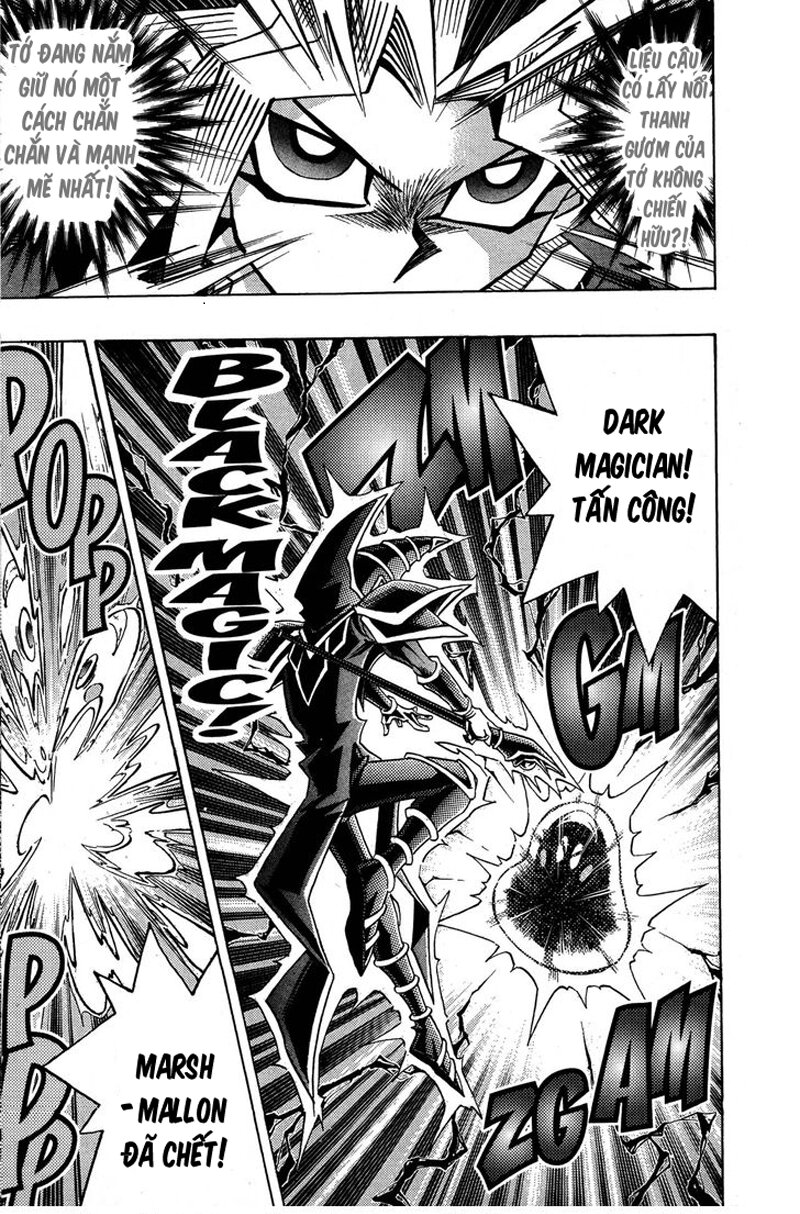 LIỆU CẬU
CÓ LẤY NỔI
THANH
GƯƠM CỦA
TỚ KHÔNG
CHIẾN
HỮU?!
TỚ ĐANG NẮM
GIỮ NÓ MỘT
CÁCH CHẮN
CHẮN VÀ MẠNH
MẼ NHẤT!
DARK
MAGICIAN!
TẤN CÔNG!
ZM
BLACK MAGIC!
GM
ZGAM
POPP
PPP
MARSH
- MALLON
ĐÃ CHẾT!